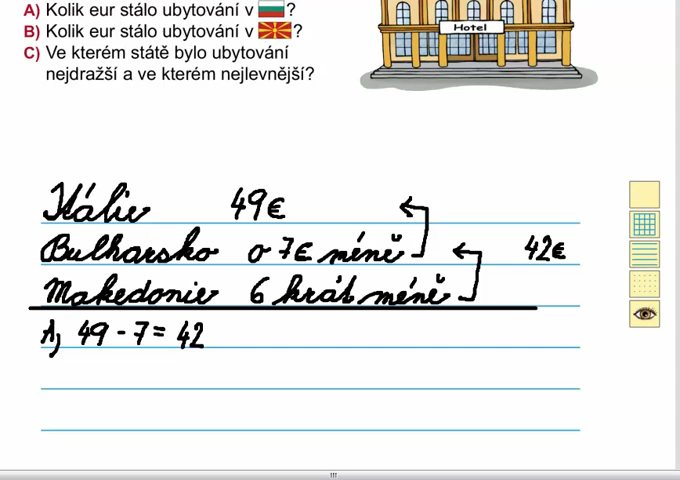 A) Kolik eur stálo ubytování v ?
B) Kolik eur stálo ubytování v ?
C) Ve kterém státě bylo ubytování
nejdražší a ve kterém nejlevnější?
Hotel
Itálie 49€
Bulharsko o 7€ méně 42€
Makedonie 6 krát méně
A, 49 - 7 = 42